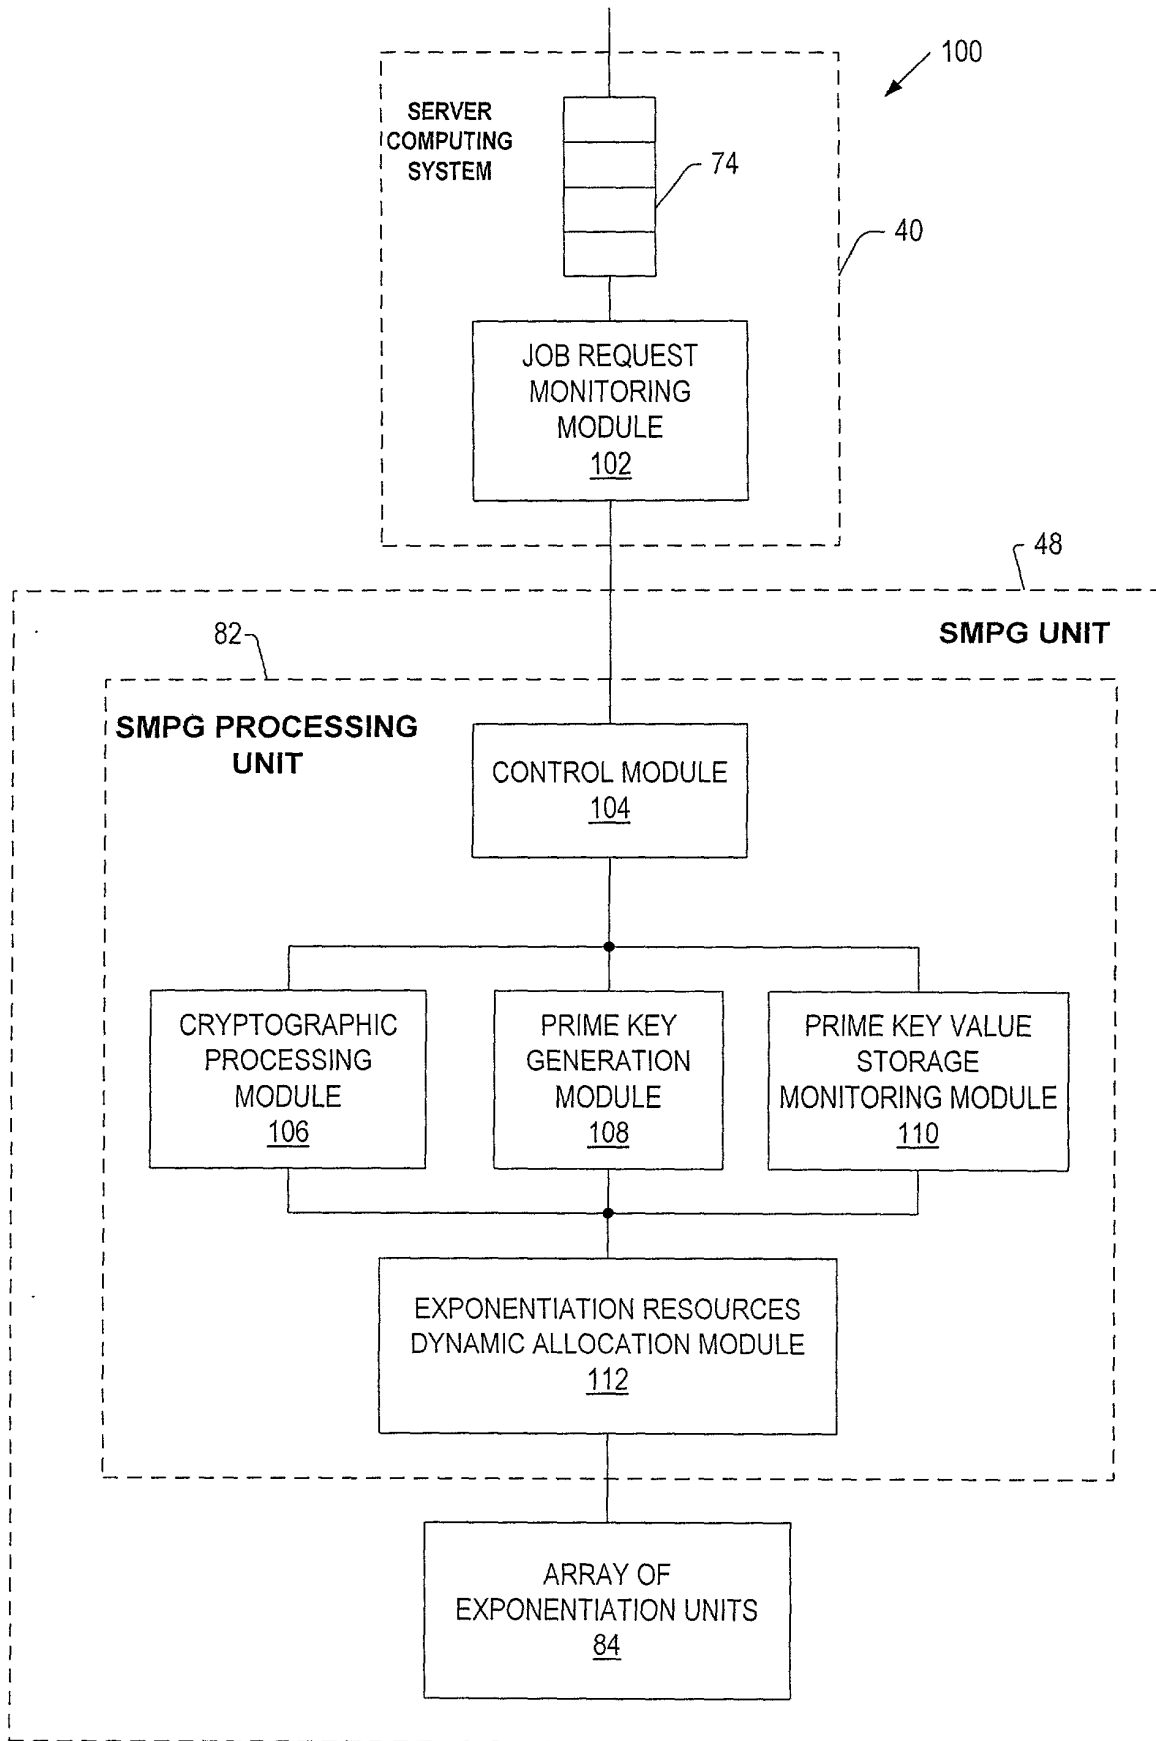 100
SERVER
COMPUTING
SYSTEM
74
40
JOB REQUEST
MONITORING
MODULE
102
48
SMPG UNIT
82
SMPG PROCESSING
UNIT
CONTROL MODULE
104
CRYPTOGRAPHIC
PROCESSING
MODULE
106
PRIME KEY
GENERATION
MODULE
108
PRIME KEY VALUE
STORAGE
MONITORING MODULE
110
EXPONENTIATION RESOURCES
DYNAMIC ALLOCATION MODULE
112
ARRAY OF
EXPONENTIATION UNITS
84